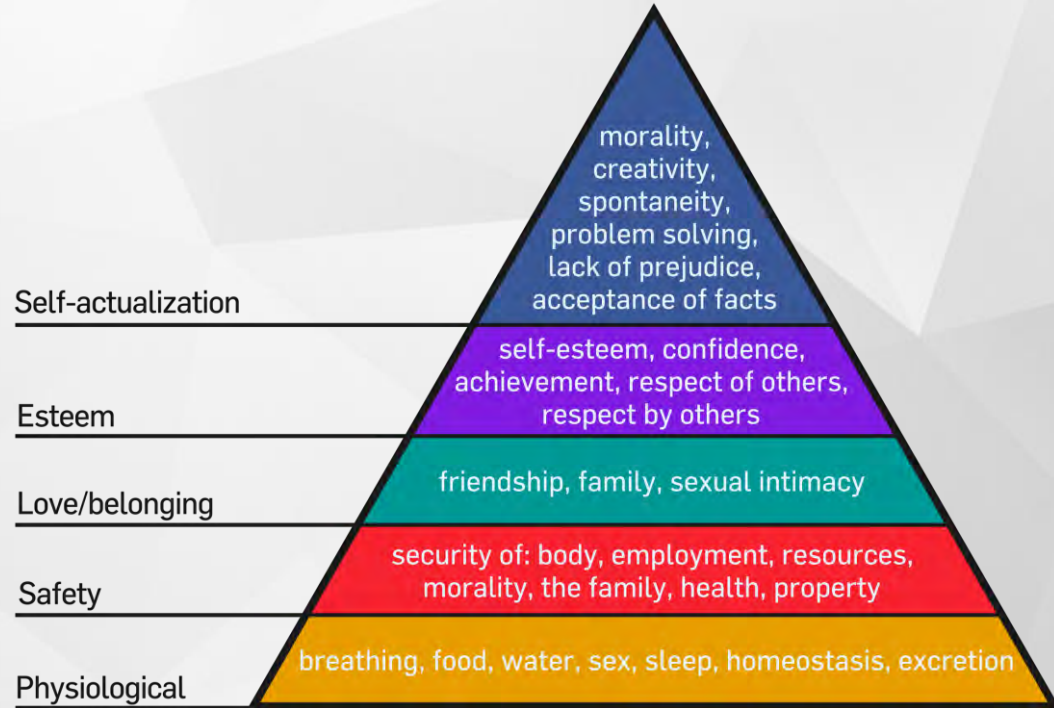 morality,
creativity,
spontaneity,
problem solving,
lack of prejudice,
acceptance of facts
Self-actualization
self-esteem, confidence,
achievement, respect of others,
respect by others
Esteem
friendship, family, sexual intimacy
Love/belonging
security of: body, employment, resources,
morality, the family, health, property
Safety
breathing, food, water, sex, sleep, homeostasis, excretion
Physiological